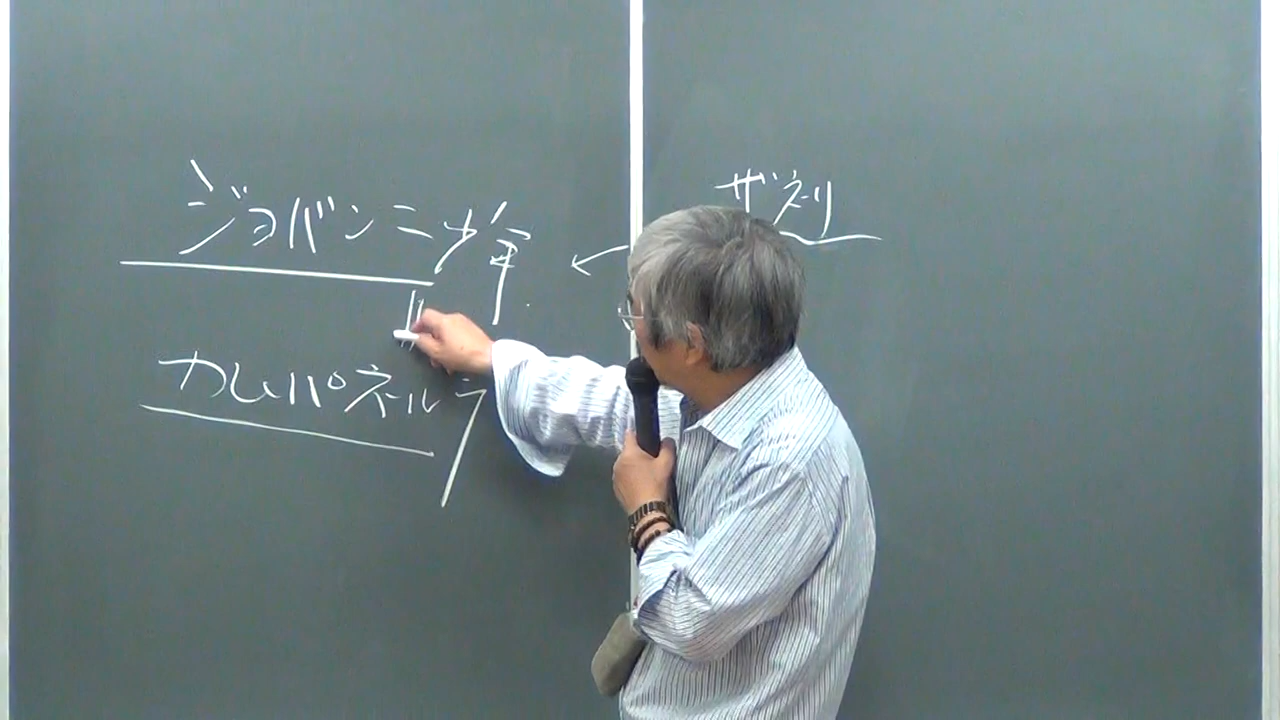 ジョバンニ少年
カムパネルラ
ザネリ